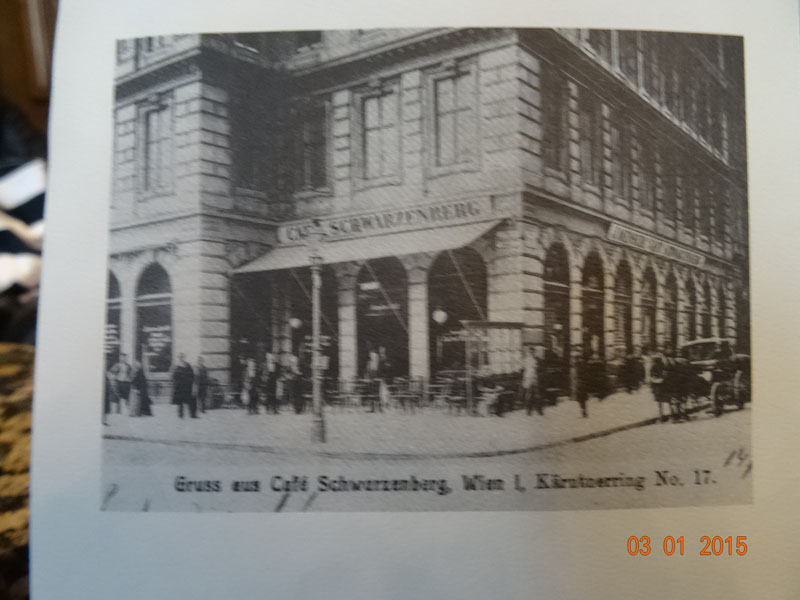 CAFÉ SCHWARZENBERG
Gruss aus Café Schwarzenberg, Wien I, Kärntnerring No. 17.
03 01 2015